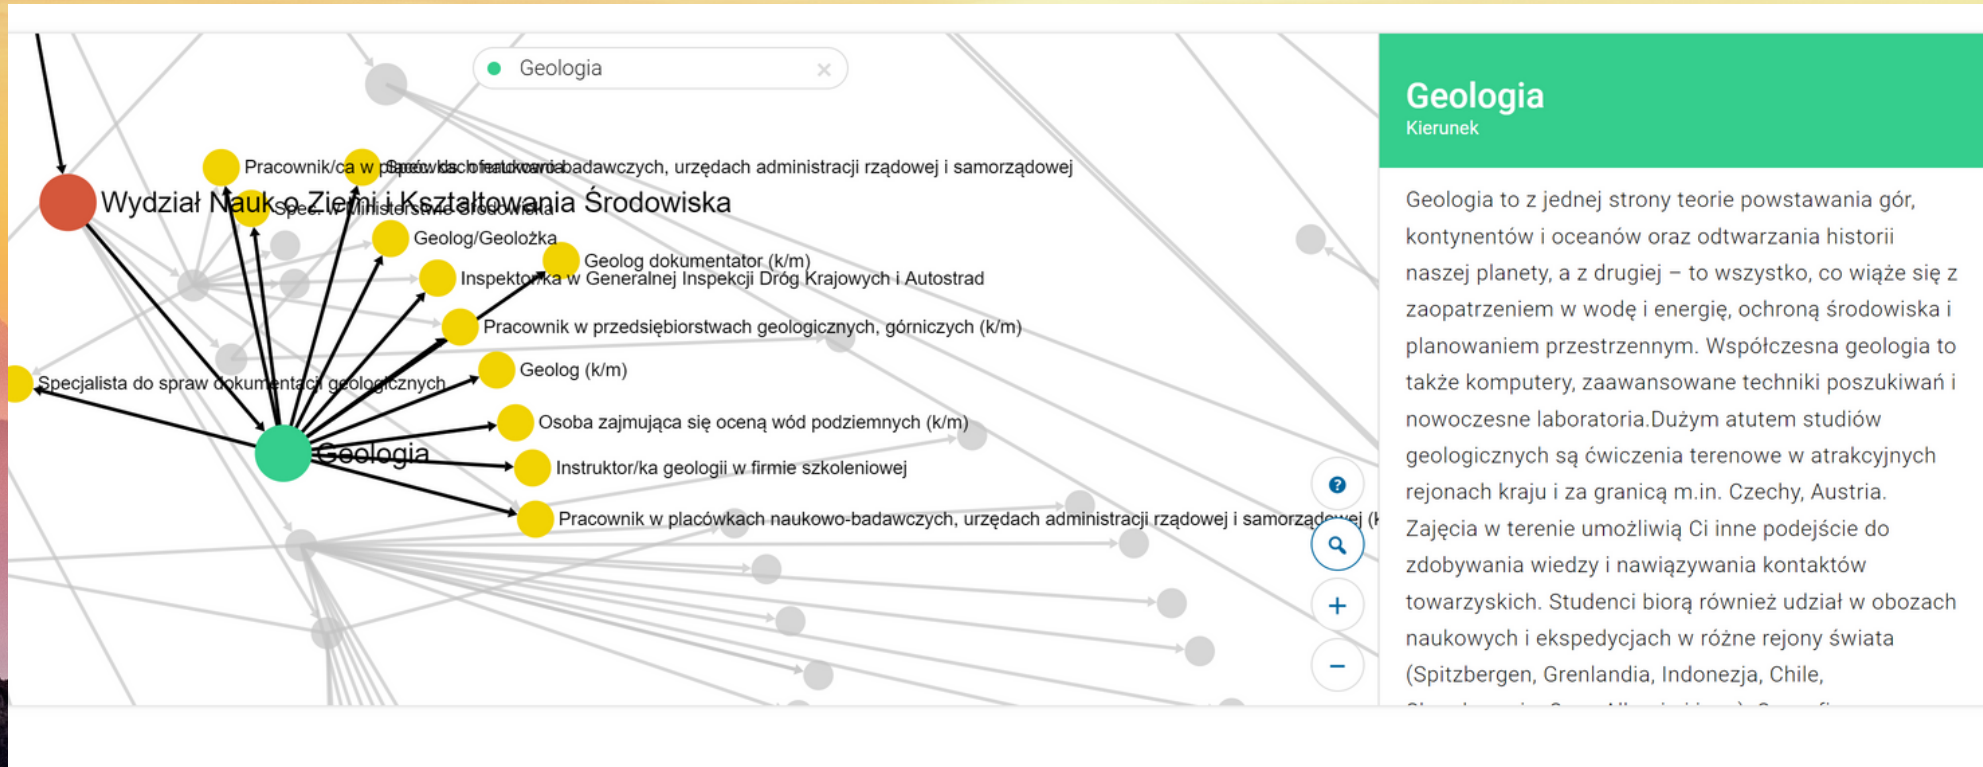 Geologia
Pracownik/ca w placówkach naukowo-badawczych, urzędach administracji rządowej i samorządowej
Spec. ds.
Wydział Nauk o Ziemi i Kształtowania Środowiska
Spec. w Ministerstwie Środowiska
Geolog/Geolożka
Geolog dokumentator (k/m)
Inspektor/ka w Generalnej Inspekcji Dróg Krajowych i Autostrad
Pracownik w przedsiębiorstwach geologicznych, górniczych (k/m)
Geolog (k/m)
Specjalista do spraw dokumentacji geologicznych
Osoba zajmująca się oceną wód podziemnych (k/m)
Geologia
Instruktor/ka geologii w firmie szkoleniowej
Pracownik w placówkach naukowo-badawczych, urzędach administracji rządowej i samorządowej (k
Geologia
Kierunek
Geologia to z jednej strony teorie powstawania gór,
kontynentów i oceanów oraz odtwarzania historii
naszej planety, a z drugiej – to wszystko, co wiąże się z
zaopatrzeniem w wodę i energię, ochroną środowiska i
planowaniem przestrzennym. Współczesna geologia to
także komputery, zaawansowane techniki poszukiwań i
nowoczesne laboratoria.Dużym atutem studiów
geologicznych są ćwiczenia terenowe w atrakcyjnych
rejonach kraju i za granicą m.in. Czechy, Austria.
Zajęcia w terenie umożliwią Ci inne podejście do
zdobywania wiedzy i nawiązywania kontaktów
towarzyskich. Studenci biorą również udział w obozach
naukowych i ekspedycjach w różne rejony świata
(Spitzbergen, Grenlandia, Indonezja, Chile,